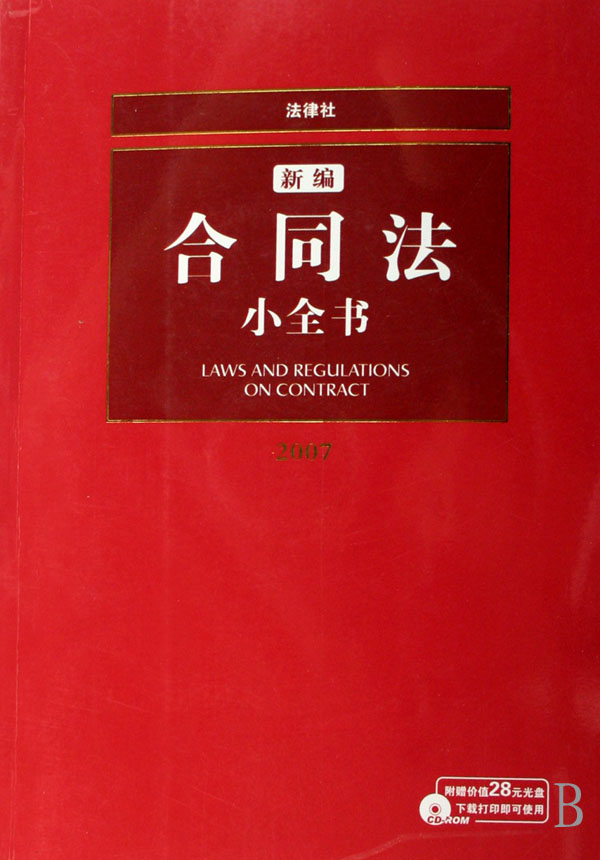 法律社
新编
合同法
小全书
LAWS AND REGULATIONS
ON CONTRACT
2007
附赠价值28元光盘
下载打印即可使用
CD-ROM
B